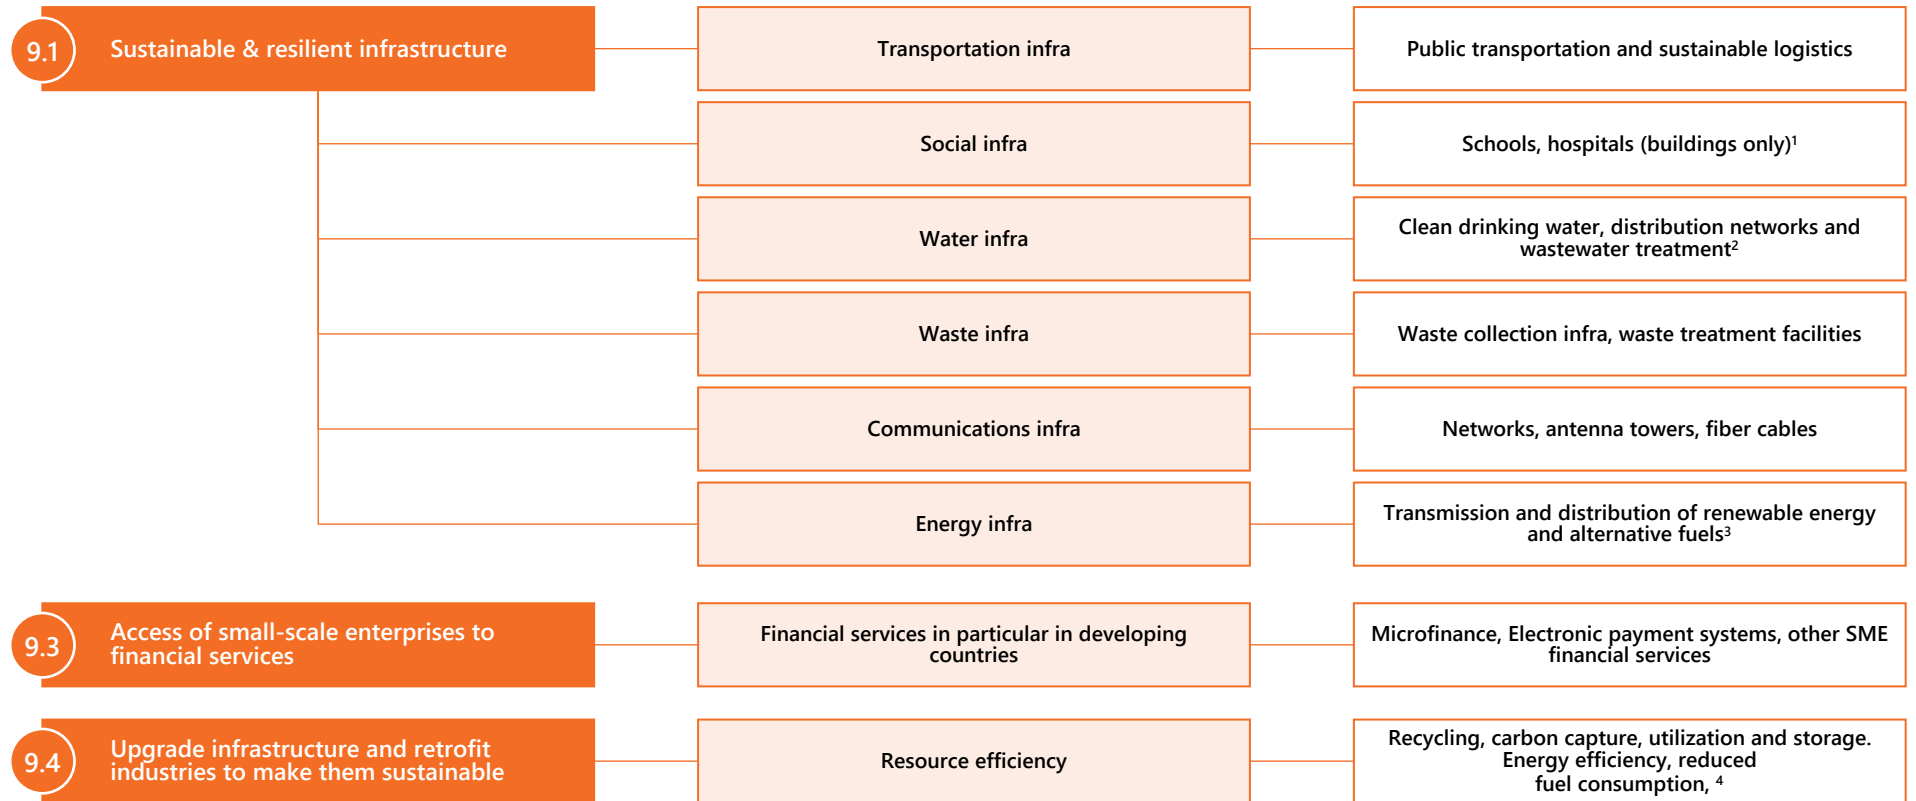 9.1
Sustainable & resilient infrastructure
Transportation infra
Public transportation and sustainable logistics
Social infra
Schools, hospitals (buildings only)¹
Water infra
Clean drinking water, distribution networks and
wastewater treatment²
Waste infra
Waste collection infra, waste treatment facilities
Communications infra
Networks, antenna towers, fiber cables
Energy infra
Transmission and distribution of renewable energy
and alternative fuels³
9.3
Access of small-scale enterprises to
financial services
Financial services in particular in developing
countries
Microfinance, Electronic payment systems, other SME
financial services
9.4
Upgrade infrastructure and retrofit
industries to make them sustainable
Resource efficiency
Recycling, carbon capture, utilization and storage.
Energy efficiency, reduced
fuel consumption, ⁴